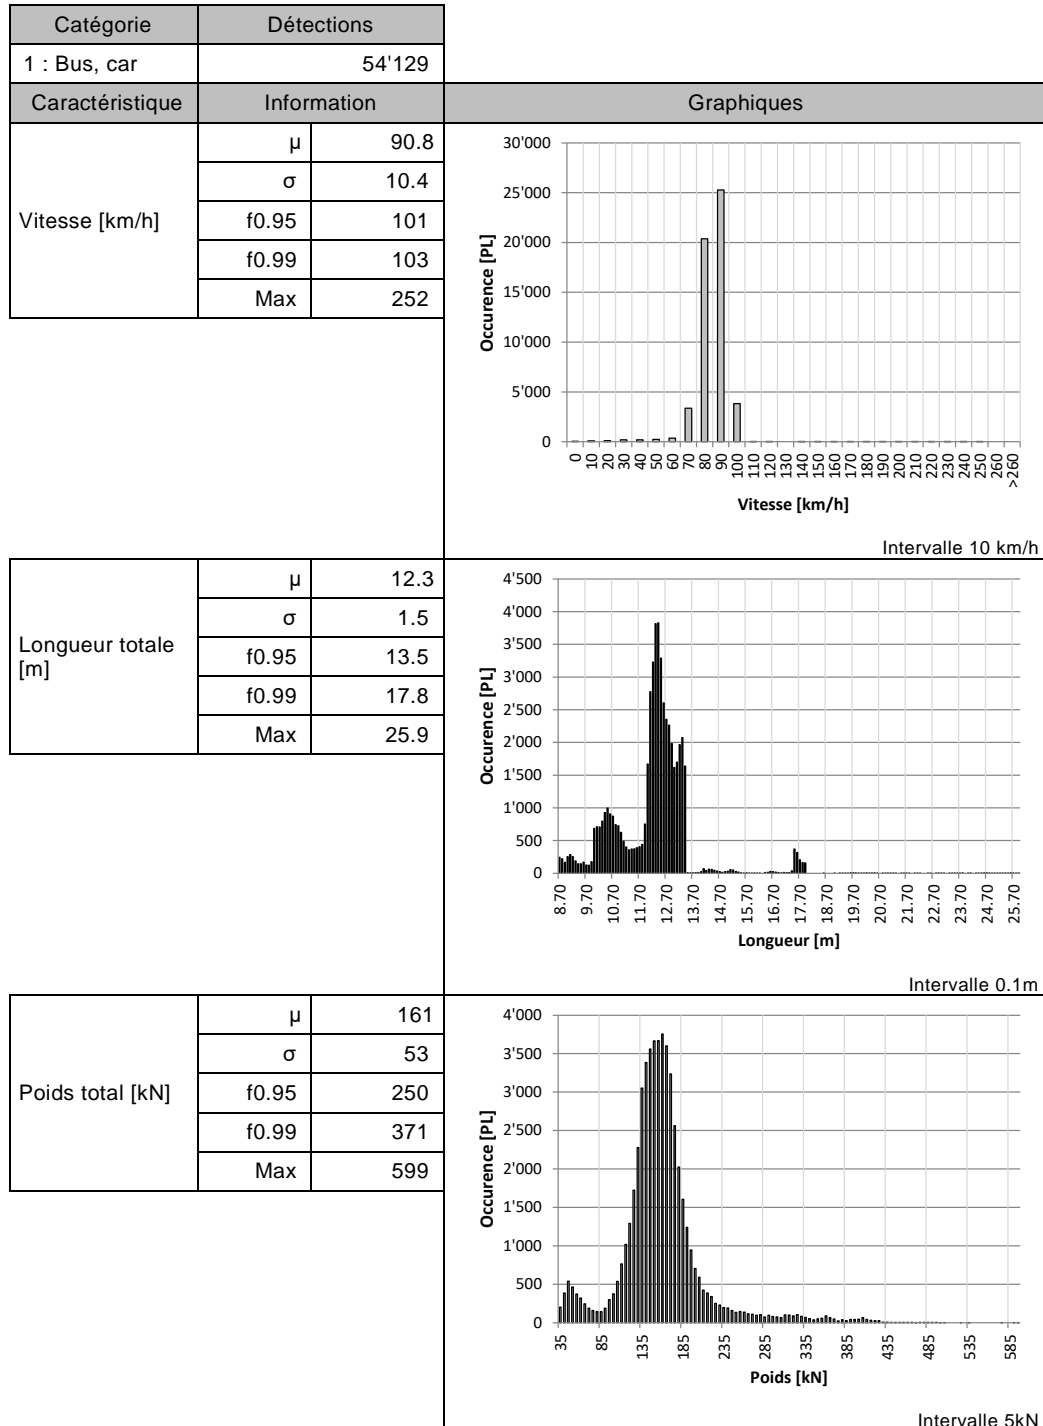 Catégorie Détections
1 : Bus, car 54'129
Caractéristique Information Graphiques
Vitesse [km/h]
µ 90.8
σ 10.4
f0.95 101
f0.99 103
Max 252
30'000
25'000
20'000
15'000
10'000
5'000
0
Occurence [PL]
0 10 20 30 40 50 60 70 80 90 100 110 120 130 140 150 160 170 180 190 200 210 220 230 240 250 260 >260
Vitesse [km/h]
Intervalle 10 km/h
Longueur totale
[m]
µ 12.3
σ 1.5
f0.95 13.5
f0.99 17.8
Max 25.9
4'500
4'000
3'500
3'000
2'500
2'000
1'500
1'000
500
0
Occurence [PL]
8.70 9.70 10.70 11.70 12.70 13.70 14.70 15.70 16.70 17.70 18.70 19.70 20.70 21.70 22.70 23.70 24.70 25.70
Longueur [m]
Intervalle 0.1m
Poids total [kN]
µ 161
σ 53
f0.95 250
f0.99 371
Max 599
4'000
3'500
3'000
2'500
2'000
1'500
1'000
500
0
Occurence [PL]
35 85 135 185 235 285 335 385 435 485 535 585
Poids [kN]
Intervalle 5kN